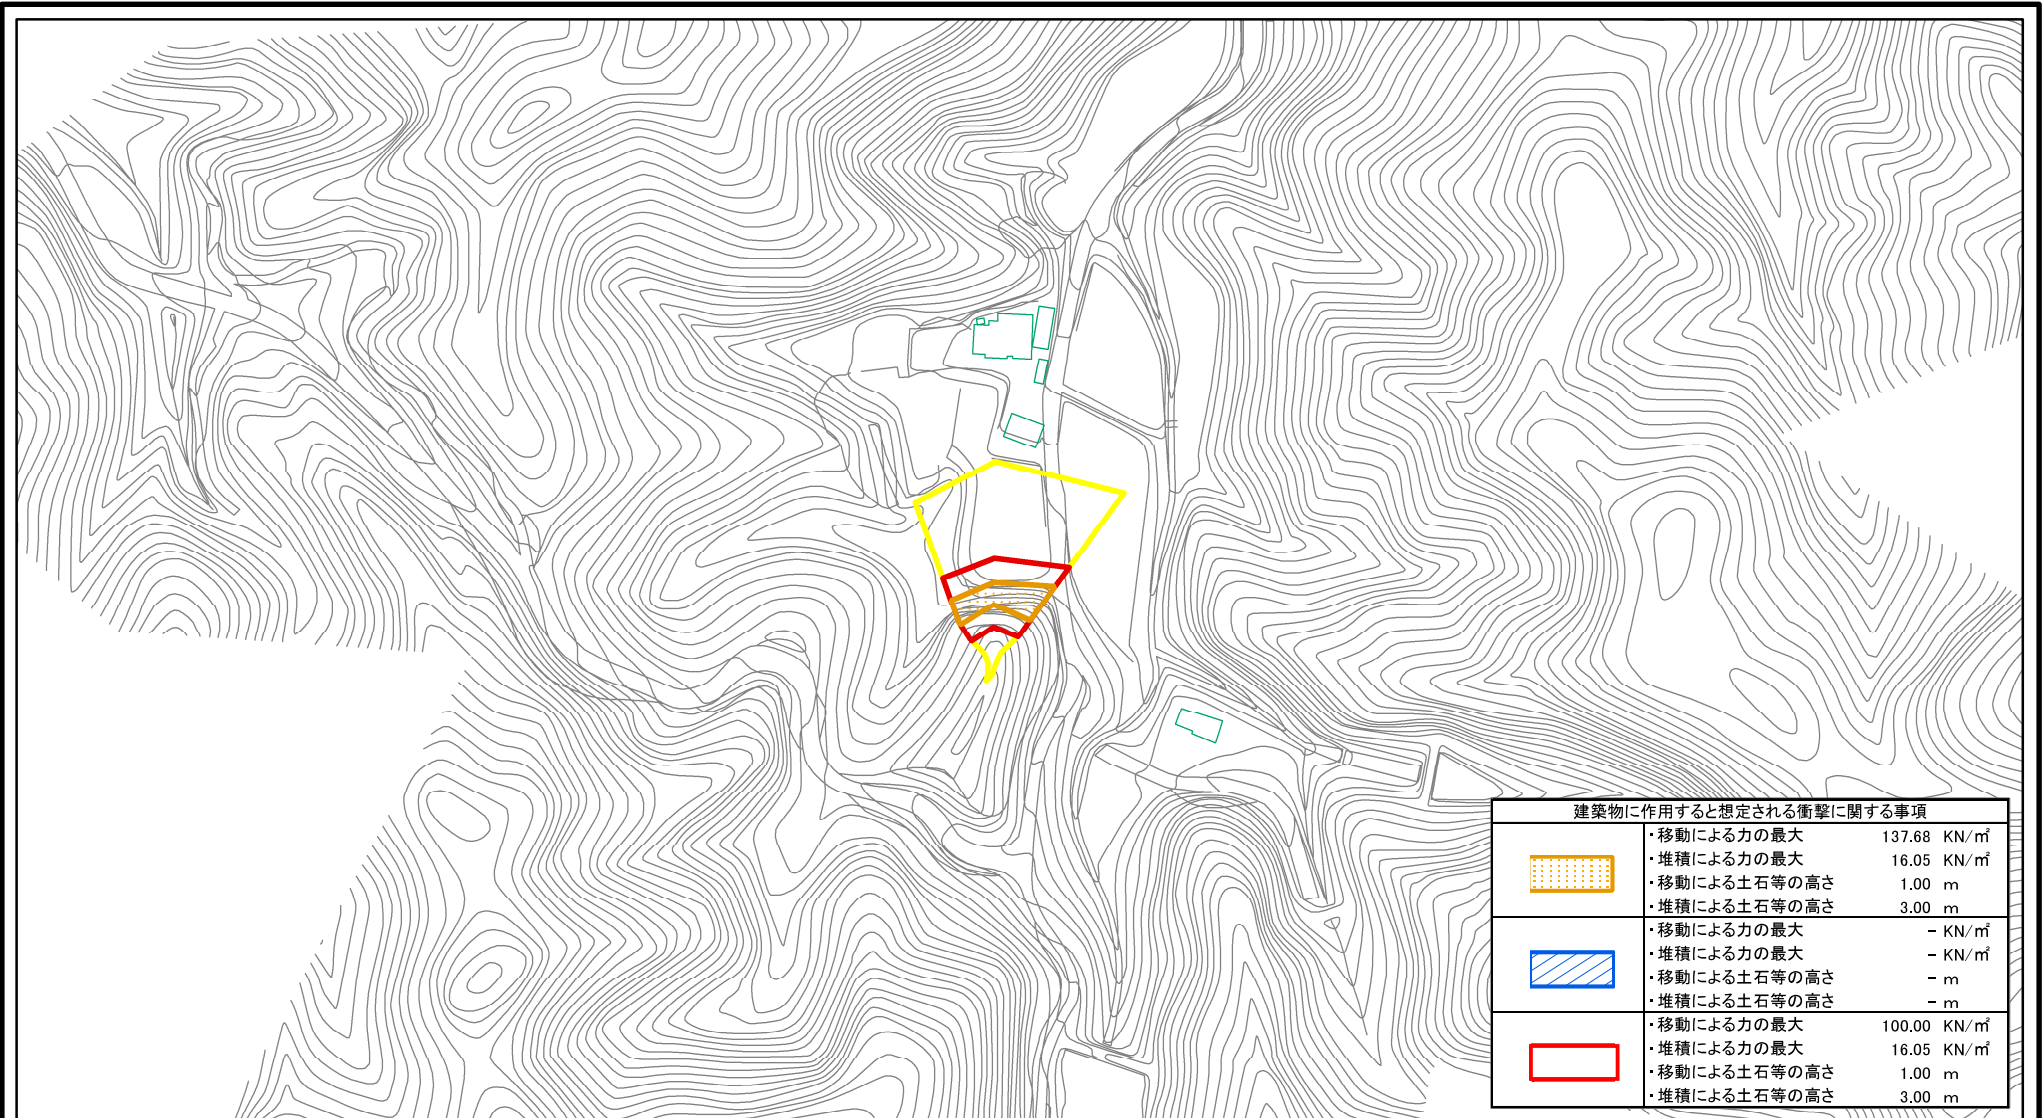 建築物に作用すると想定される衝撃に関する事項
・移動による力の最大 137.68 KN/㎡
・堆積による力の最大 16.05 KN/㎡
・移動による土石等の高さ 1.00 m
・堆積による土石等の高さ 3.00 m
・移動による力の最大 - KN/㎡
・堆積による力の最大 - KN/㎡
・移動による土石等の高さ - m
・堆積による土石等の高さ - m
・移動による力の最大 100.00 KN/㎡
・堆積による力の最大 16.05 KN/㎡
・移動による土石等の高さ 1.00 m
・堆積による土石等の高さ 3.00 m